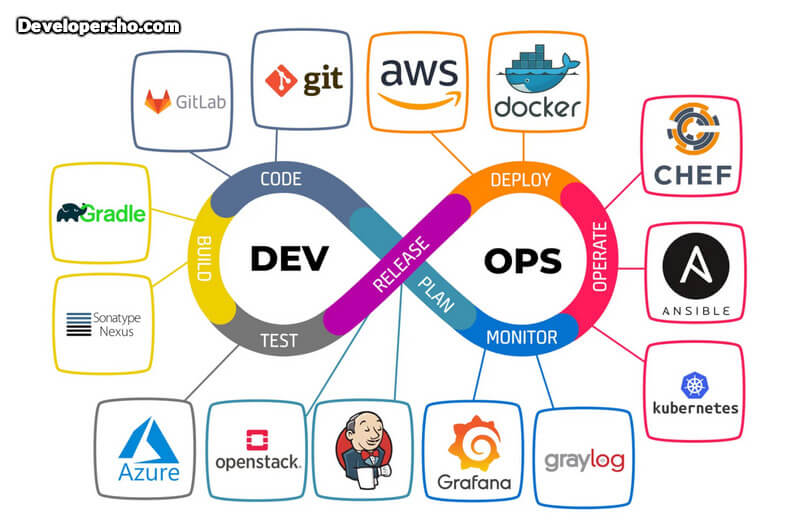 Developersho.com
GitLab
git
aws
docker
CHEF
CODE
DEPLOY
Gradle
BUILD
DEV
RELEASE
PLAN
OPS
OPERATE
ANSIBLE
Sonatype
Nexus
TEST
MONITOR
kubernetes
Azure
openstack.
Grafana
graylog